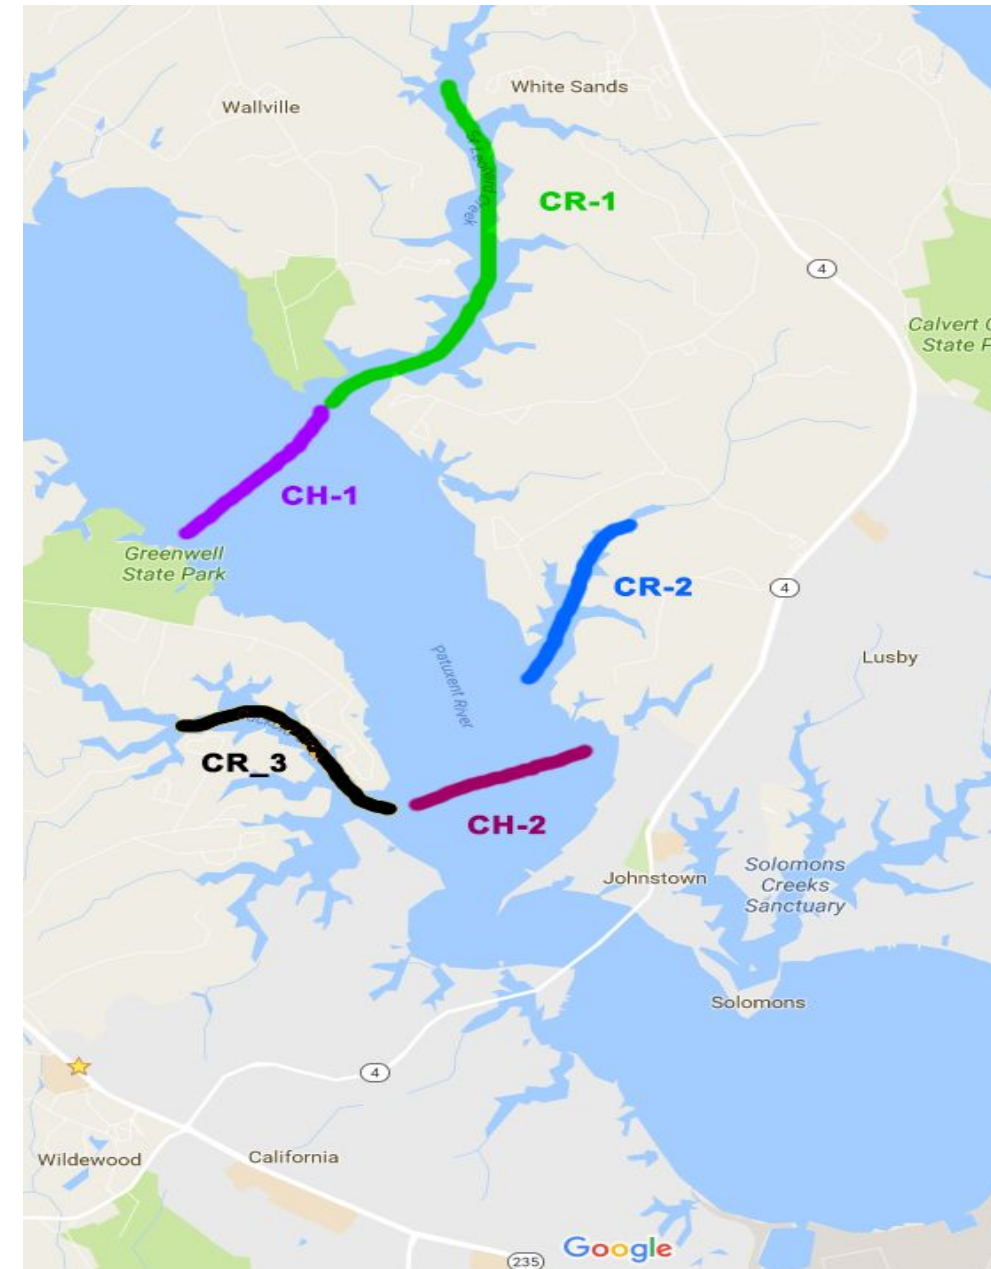 White Sands
Wallville
CR-1
4
Calvert C
State P
CH-1
Greenwell
State Park
CR-2
4
Lusby
Patuxent River
CR_3
CH-2
Johnstown
Solomons
Creeks
Sanctuary
Solomons
4
California
Wildewood
Google
235